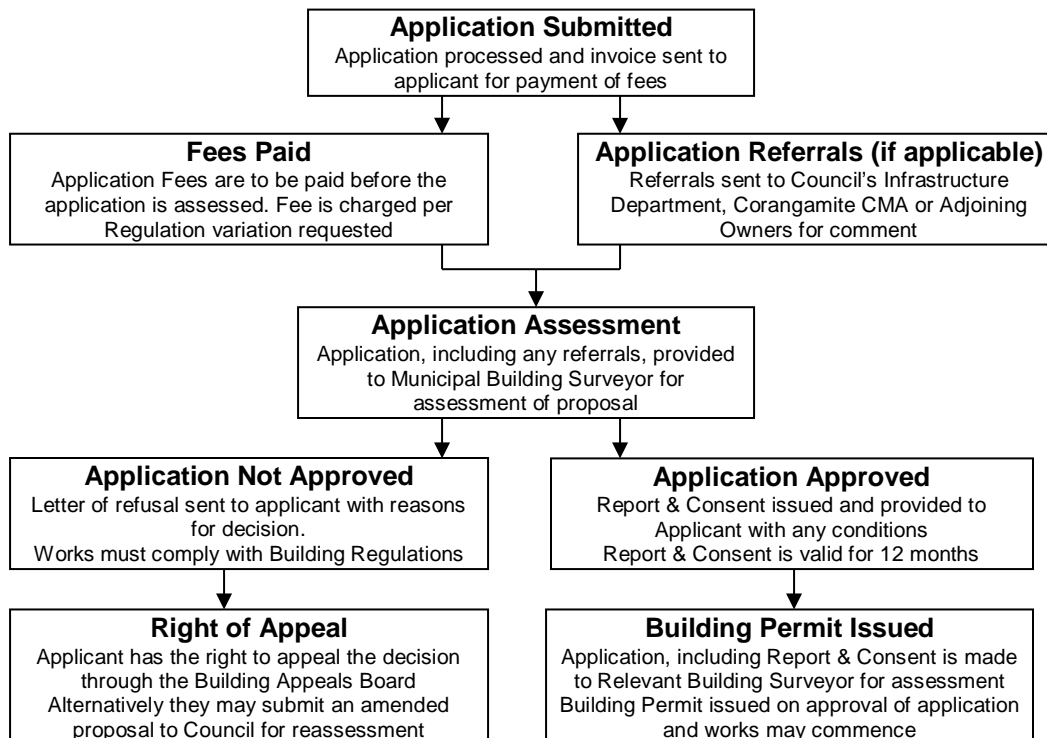 Application Submitted
Application processed and invoice sent to
applicant for payment of fees
Fees Paid
Application Fees are to be paid before the
application is assessed. Fee is charged per
Regulation variation requested
Application Referrals (if applicable)
Referrals sent to Council's Infrastructure
Department, Corangamite CMA or Adjoining
Owners for comment
Application Assessment
Application, including any referrals, provided
to Municipal Building Surveyor for
assessment of proposal
Application Not Approved
Letter of refusal sent to applicant with reasons
for decision.
Works must comply with Building Regulations
Application Approved
Report & Consent issued and provided to
Applicant with any conditions
Report & Consent is valid for 12 months
Right of Appeal
Applicant has the right to appeal the decision
through the Building Appeals Board
Alternatively they may submit an amended
proposal to Council for reassessment
Building Permit Issued
Application, including Report & Consent is made
to Relevant Building Surveyor for assessment
Building Permit issued on approval of application
and works may commence